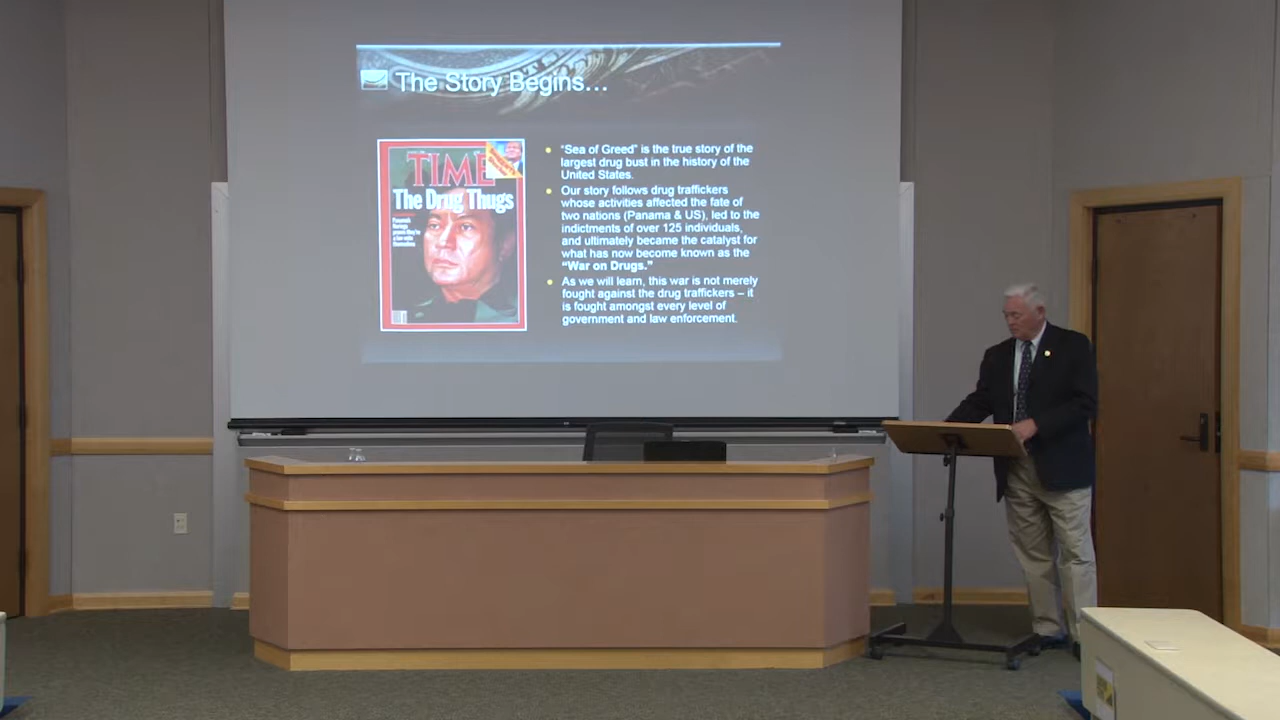 The Story Begins...
TIME
The Drug Thugs
• "Sea of Greed" is the true story of the
largest drug bust in the history of the
United States.
• Our story follows drug traffickers
whose activities affected the fate of
two nations (Panama & US), led to the
indictments of over 125 individuals,
and ultimately became the catalyst for
what has now become known as the
"War on Drugs."
• As we will learn, this war is not merely
fought against the drug traffickers – it
is fought amongst every level of
government and law enforcement.